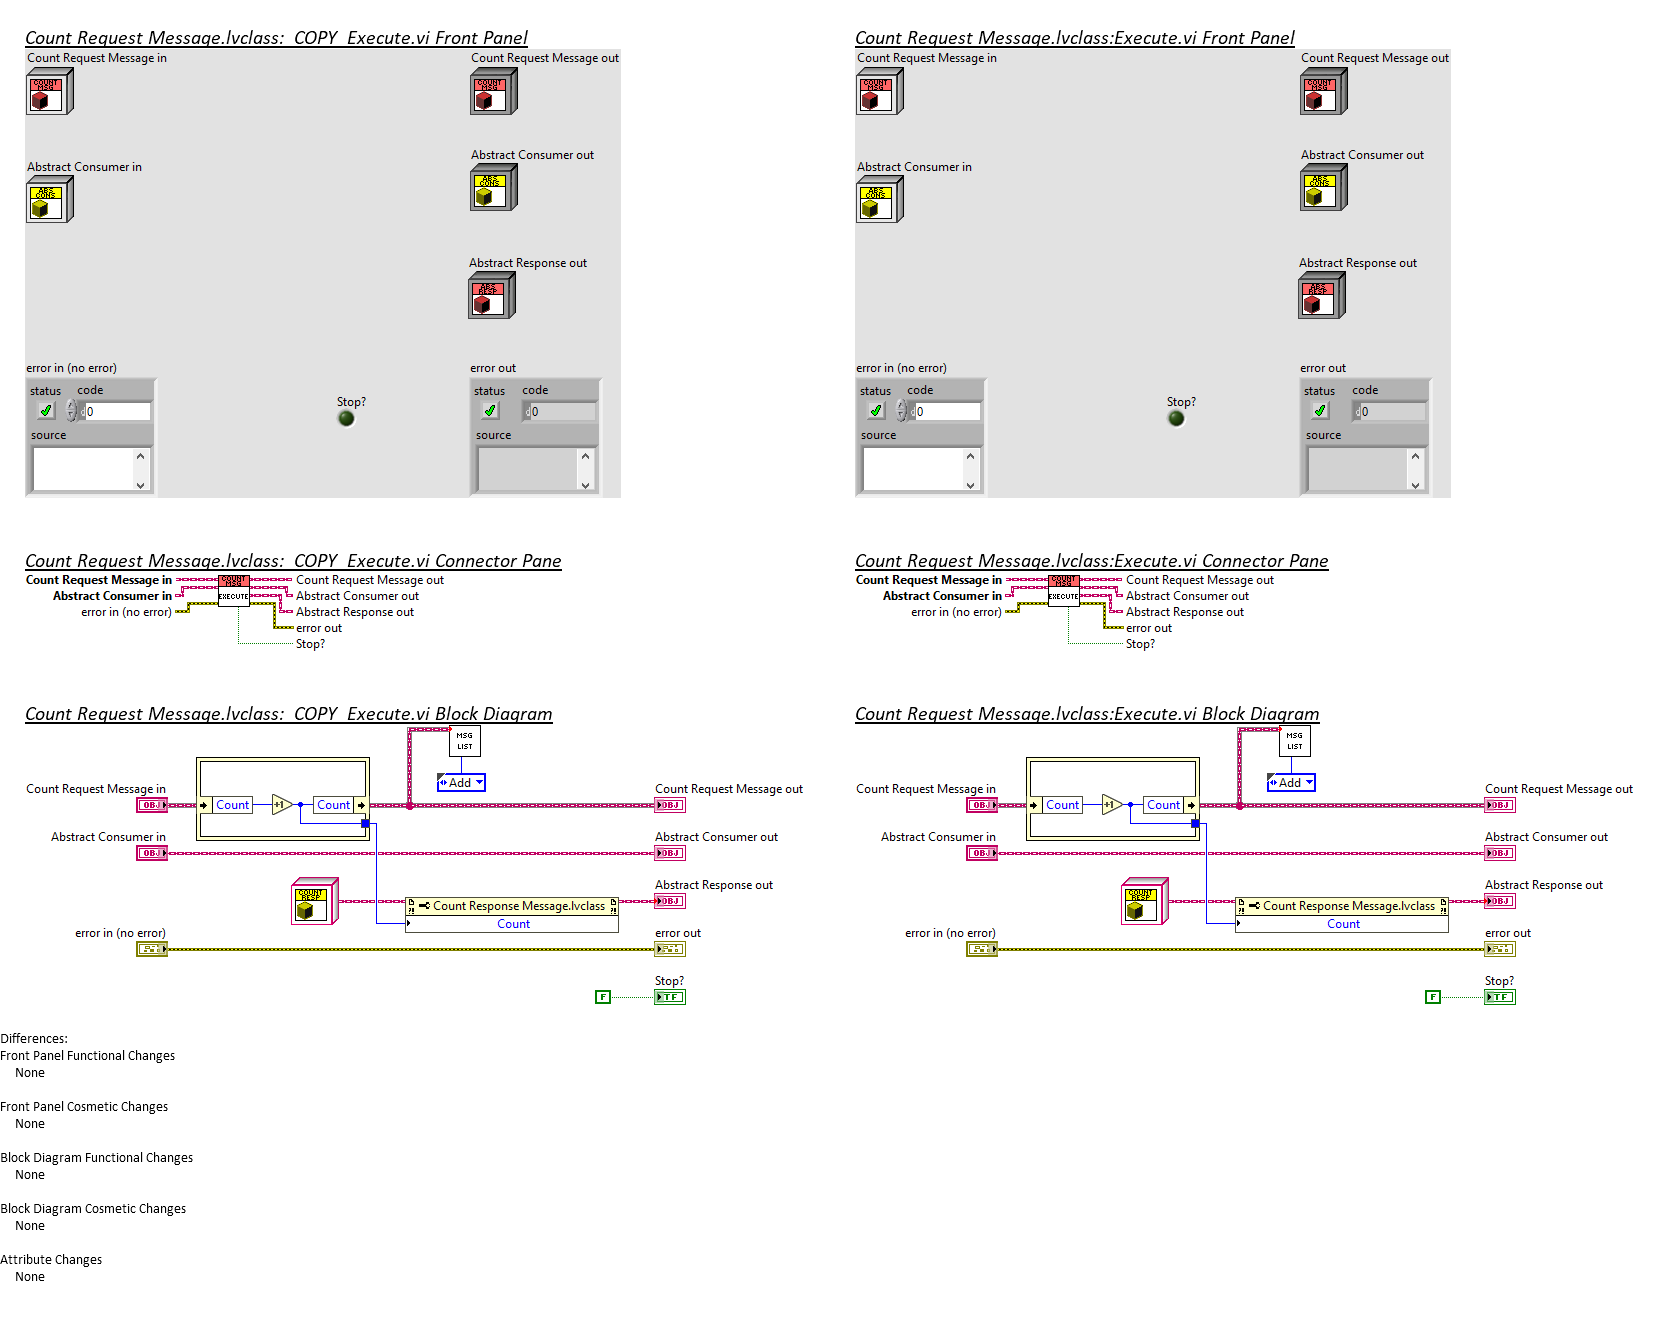 Count Request Message.lvclass:_COPY_Execute.vi Front Panel
Count Request Message in
Count Request Message out
COUNT MSG
COUNT MSG
Abstract Consumer in
Abstract Consumer out
ABS CONS
ABS CONS
Abstract Response out
ABS RESP
error in (no error)
error out
status code
0
source
Stop?
status code
0
source
Count Request Message.lvclass:Execute.vi Front Panel
Count Request Message in
Count Request Message out
COUNT MSG
COUNT MSG
Abstract Consumer in
Abstract Consumer out
ABS CONS
ABS CONS
Abstract Response out
ABS RESP
error in (no error)
error out
status code
0
source
Stop?
status code
0
source
Count Request Message.lvclass:_COPY_Execute.vi Connector Pane
Count Request Message in
Abstract Consumer in
error in (no error)
COUNT MSG
EXECUTE
Count Request Message out
Abstract Consumer out
Abstract Response out
error out
Stop?
Count Request Message.lvclass:Execute.vi Connector Pane
Count Request Message in
Abstract Consumer in
error in (no error)
COUNT MSG
EXECUTE
Count Request Message out
Abstract Consumer out
Abstract Response out
error out
Stop?
Count Request Message.lvclass:_COPY_Execute.vi Block Diagram
MSG
LIST
Add
Count Request Message in
OBJ
Count
+1
Count
Count Request Message out
OBJ
Abstract Consumer in
OBJ
Abstract Consumer out
OBJ
COUNT RESP
Count Response Message.lvclass
Count
Abstract Response out
OBJ
error in (no error)
error out
Stop?
F
TF
Count Request Message.lvclass:Execute.vi Block Diagram
MSG
LIST
Add
Count Request Message in
OBJ
Count
+1
Count
Count Request Message out
OBJ
Abstract Consumer in
OBJ
Abstract Consumer out
OBJ
COUNT RESP
Count Response Message.lvclass
Count
Abstract Response out
OBJ
error in (no error)
error out
Stop?
F
TF
Differences:
Front Panel Functional Changes
None
Front Panel Cosmetic Changes
None
Block Diagram Functional Changes
None
Block Diagram Cosmetic Changes
None
Attribute Changes
None